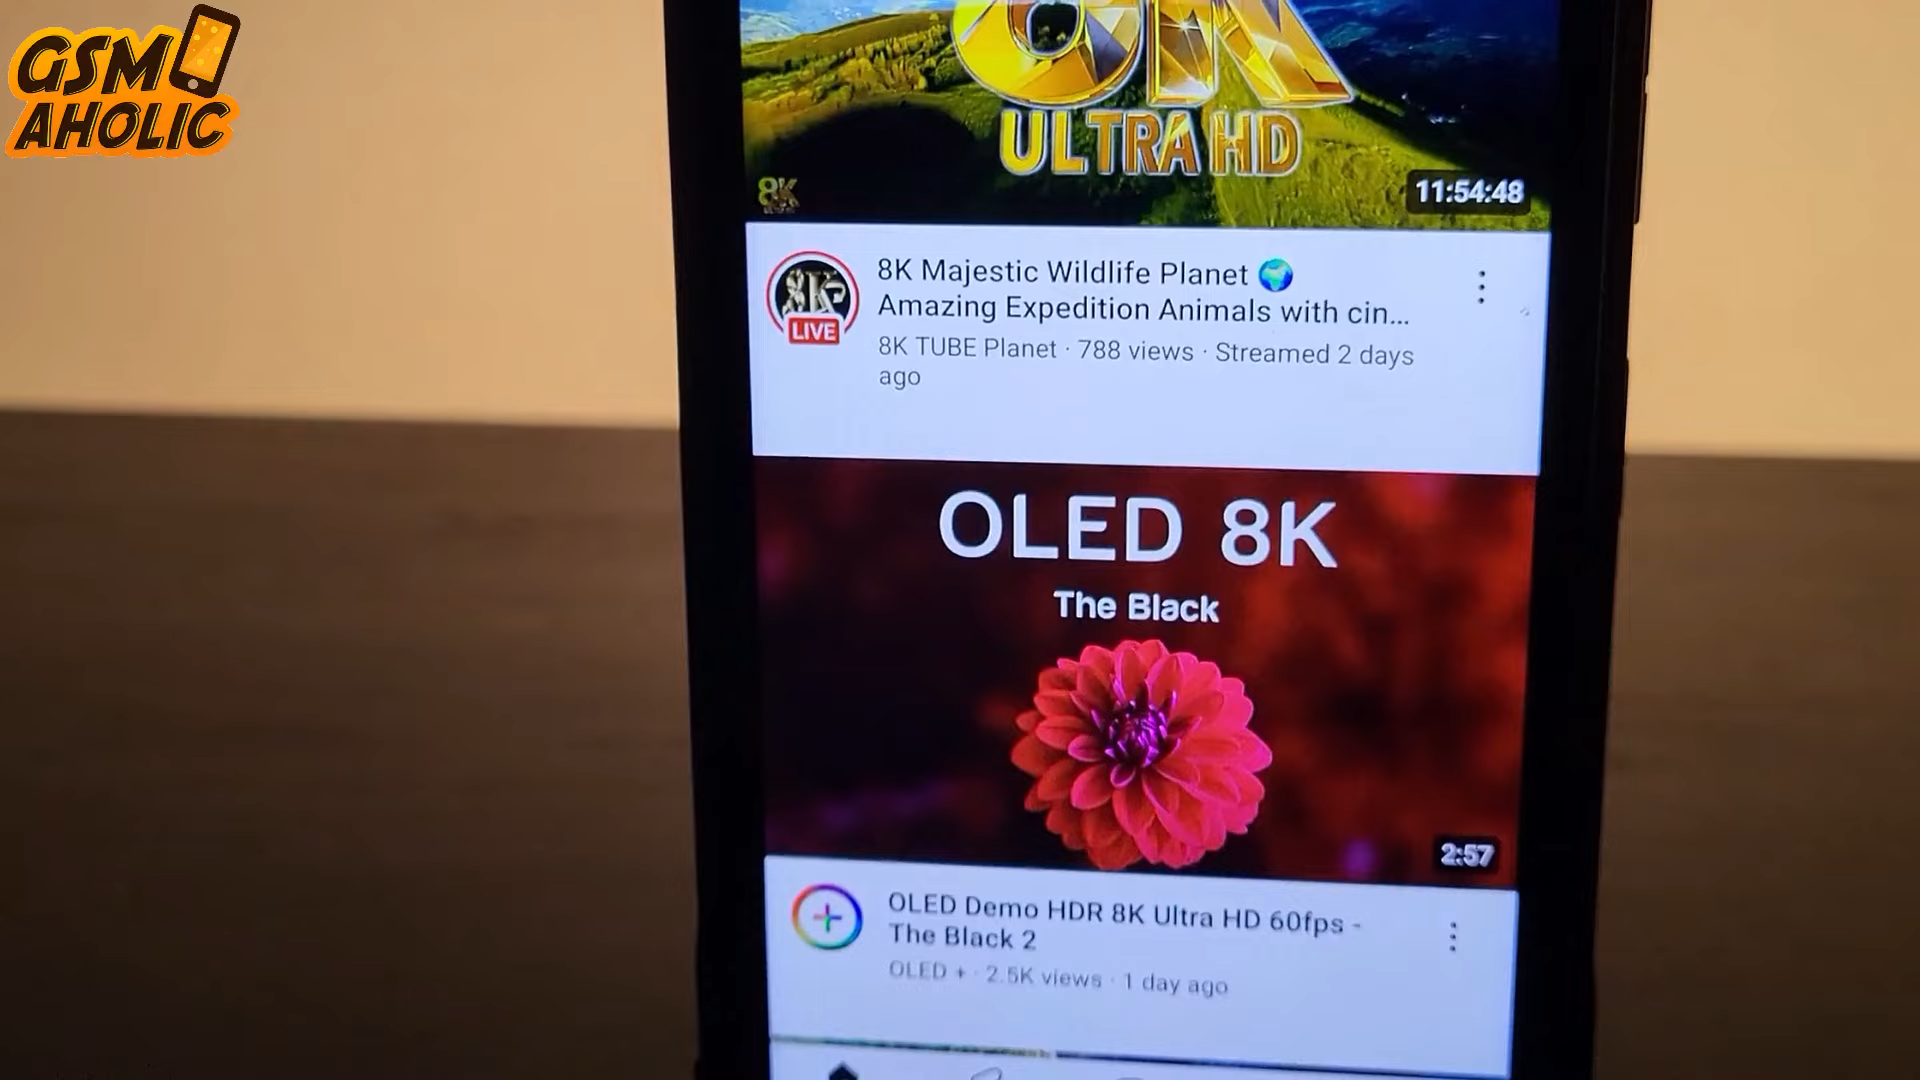 GSM
AHOLIC
8K
ULTRA HD
8K
11:54:48
8K Majestic Wildlife Planet 🌍
Amazing Expedition Animals with cin...
8K TUBE Planet · 788 views · Streamed 2 days
ago
8K
LIVE
OLED 8K
The Black
2:57
OLED Demo HDR 8K Ultra HD 60fps -
The Black 2
OLED + · 2.5K views · 1 day ago